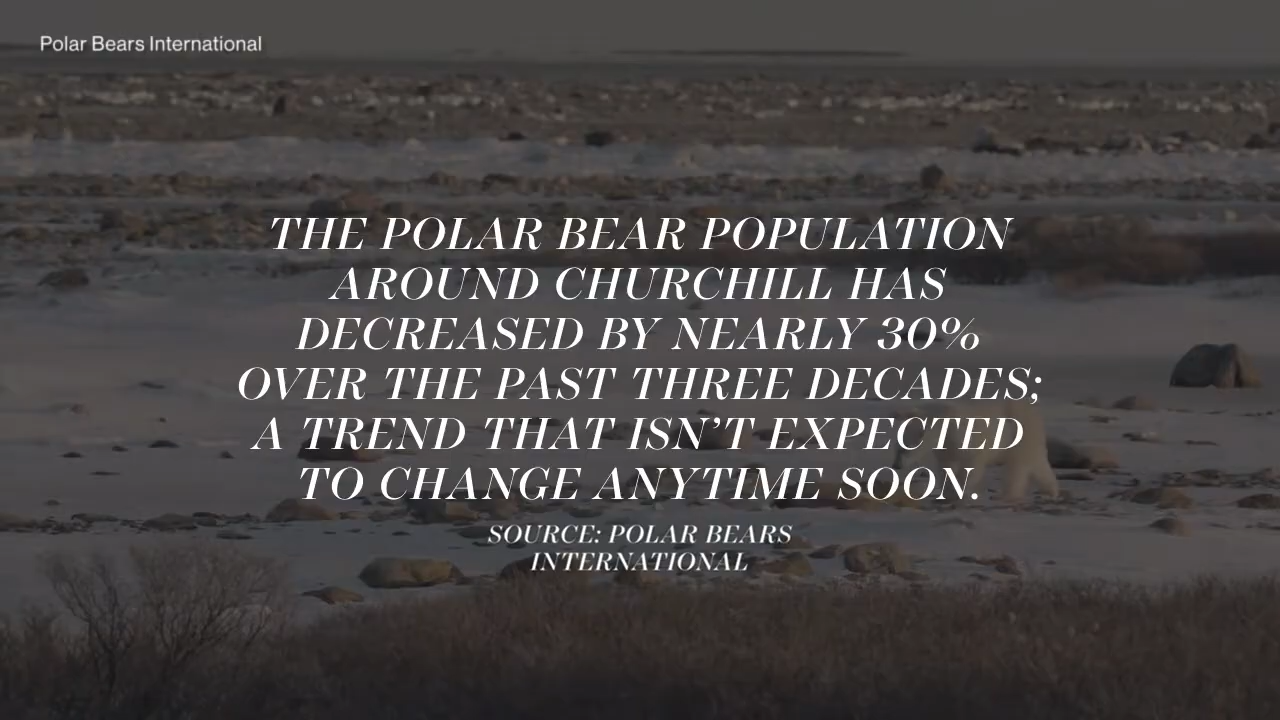 Polar Bears International
THE POLAR BEAR POPULATION
AROUND CHURCHILL HAS
DECREASED BY NEARLY 30%
OVER THE PAST THREE DECADES;
A TREND THAT ISN’T EXPECTED
TO CHANGE ANYTIME SOON.
SOURCE: POLAR BEARS
INTERNATIONAL